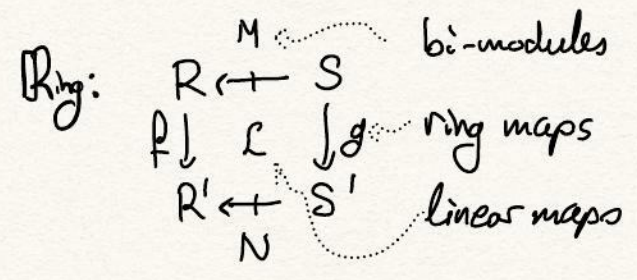 M bi-modules
Ring: R ⇸ S
f ↓ L ↓ g ring maps
R' ⇸ S' linear maps
N